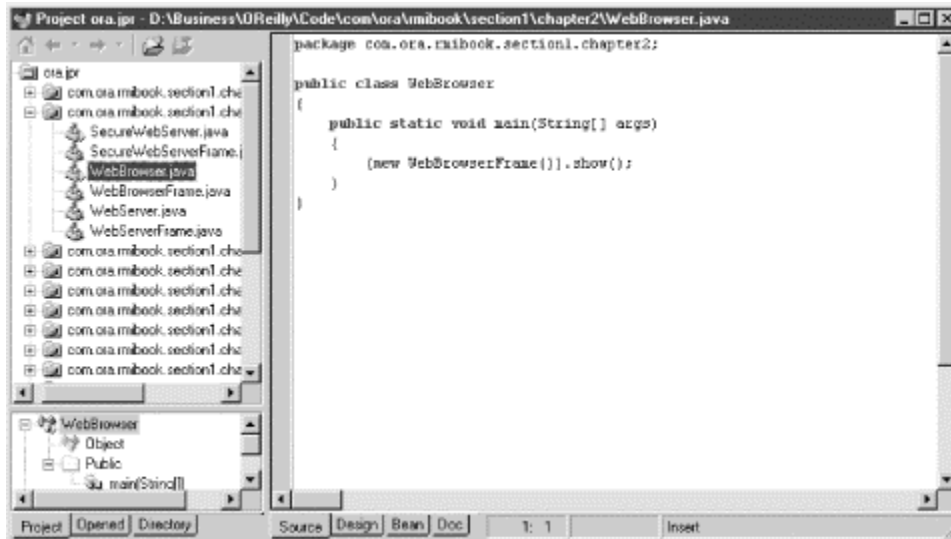 Project ora.jpr - D:\Business\OReilly\Code\com\ora\rmibook\section1\chapter2\WebBrowser.java
ora.jpr
com.ora.rmibook.section1.cha
com.ora.rmibook.section1.cha
SecureWebServer.java
SecureWebServerFrame.j
WebBrowser.java
WebBrowserFrame.java
WebServer.java
WebServerFrame.java
com.ora.rmibook.section1.cha
com.ora.rmibook.section1.cha
com.ora.rmibook.section1.cha
com.ora.rmibook.section1.cha
com.ora.rmibook.section1.cha
com.ora.rmibook.section1.cha
com.ora.rmibook.section1.cha
WebBrowser
Object
Public
main(String[])
Project Opened Directory
package com.ora.rmibook.section1.chapter2;
public class WebBrowser
{
public static void main(String[] args)
{
(new WebBrowserFrame()).show();
}
}
Source Design Bean Doc 1: 1 Insert